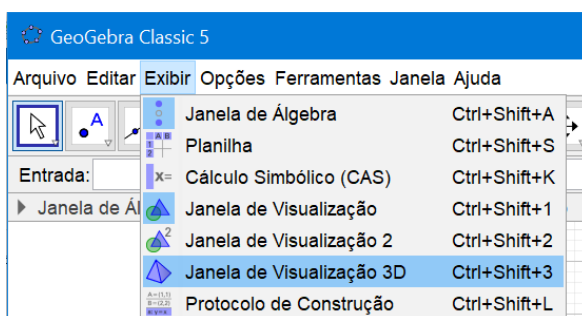 GeoGebra Classic 5
Arquivo Editar Exibir Opções Ferramentas Janela Ajuda
A
Janela de Álgebra Ctrl+Shift+A
Planilha Ctrl+Shift+S
Entrada:
x= Cálculo Simbólico (CAS) Ctrl+Shift+K
Janela de Ál
Janela de Visualização Ctrl+Shift+1
2 Janela de Visualização 2 Ctrl+Shift+2
Janela de Visualização 3D Ctrl+Shift+3
Protocolo de Construção Ctrl+Shift+L